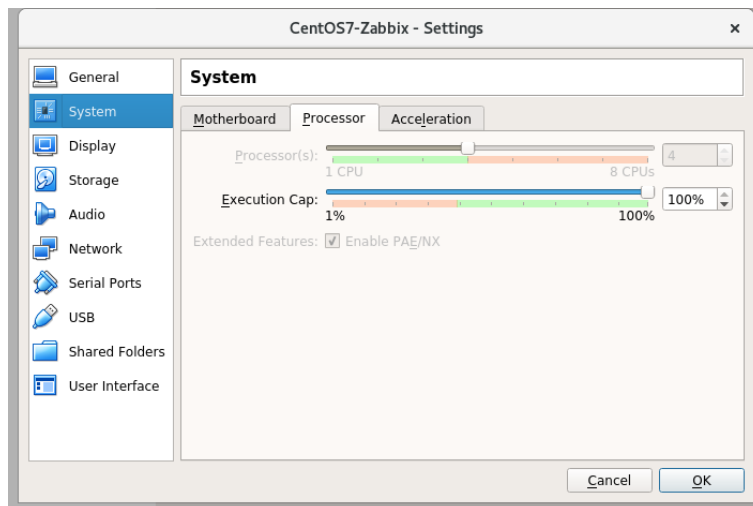 CentOS7-Zabbix - Settings
×
General
System
Display
Storage
Audio
Network
Serial Ports
USB
Shared Folders
User Interface
System
Motherboard
Processor
Acceleration
Processor(s):
4
1 CPU
8 CPUs
Execution Cap:
100%
1%
100%
Extended Features:
Enable PAE/NX
Cancel
OK